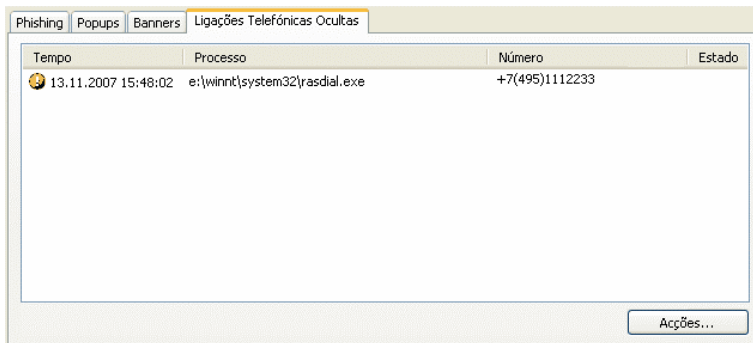 Phishing Popups Banners Ligações Telefónicas Ocultas
Tempo Processo Número Estado
13.11.2007 15:48:02 e:\winnt\system32\rasdial.exe +7(495)1112233
Acções...